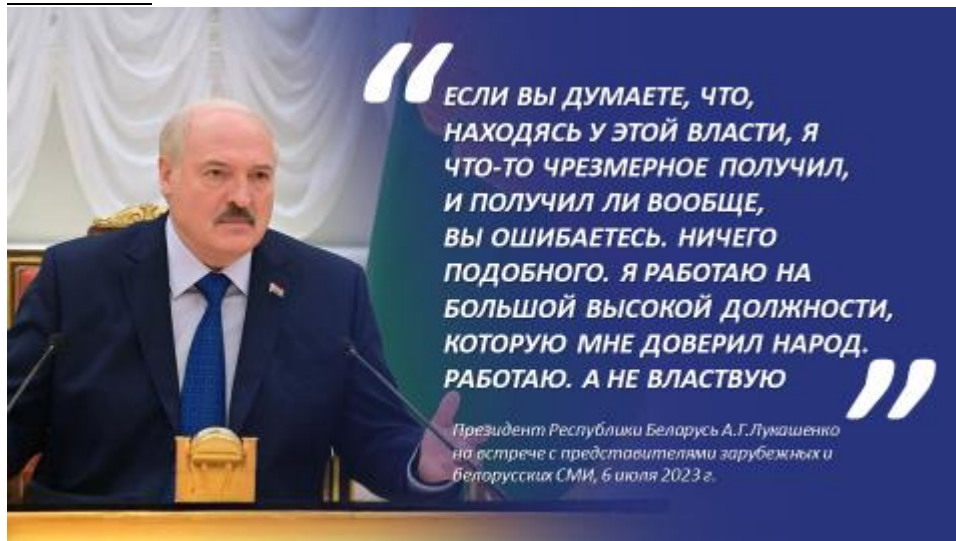 “
ЕСЛИ ВЫ ДУМАЕТЕ, ЧТО,
НАХОДЯСЬ У ЭТОЙ ВЛАСТИ, Я
ЧТО-ТО ЧРЕЗМЕРНОЕ ПОЛУЧИЛ,
И ПОЛУЧИЛ ЛИ ВООБЩЕ,
ВЫ ОШИБАЕТЕСЬ. НИЧЕГО
ПОДОБНОГО. Я РАБОТАЮ НА
БОЛЬШОЙ ВЫСОКОЙ ДОЛЖНОСТИ,
КОТОРУЮ МНЕ ДОВЕРИЛ НАРОД.
РАБОТАЮ. А НЕ ВЛАСТВУЮ
”
Президент Республики Беларусь А.Г.Лукашенко
на встрече с представителями зарубежных и
белорусских СМИ, 6 июля 2023 г.